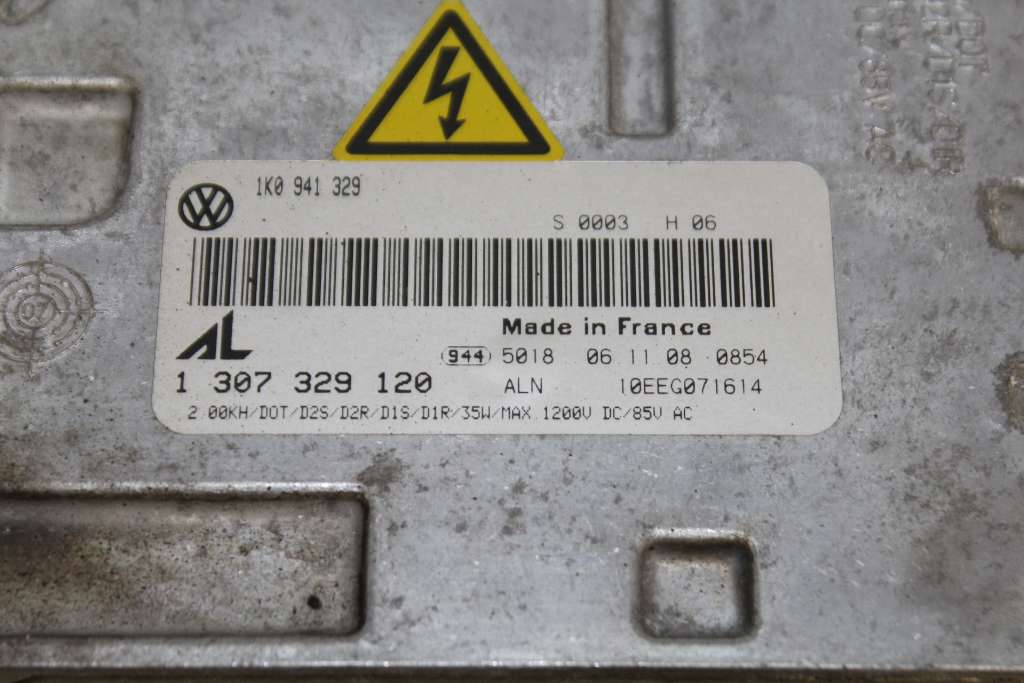 1K0 941 329
S 0003 H 06
Made in France
AL
944 5018 06 11 08 0854
1 307 329 120
ALN 10EEG071614
2.00KH/DOT/D2S/D2R/D1S/D1R/35W/MAX.1200V DC/85V AC